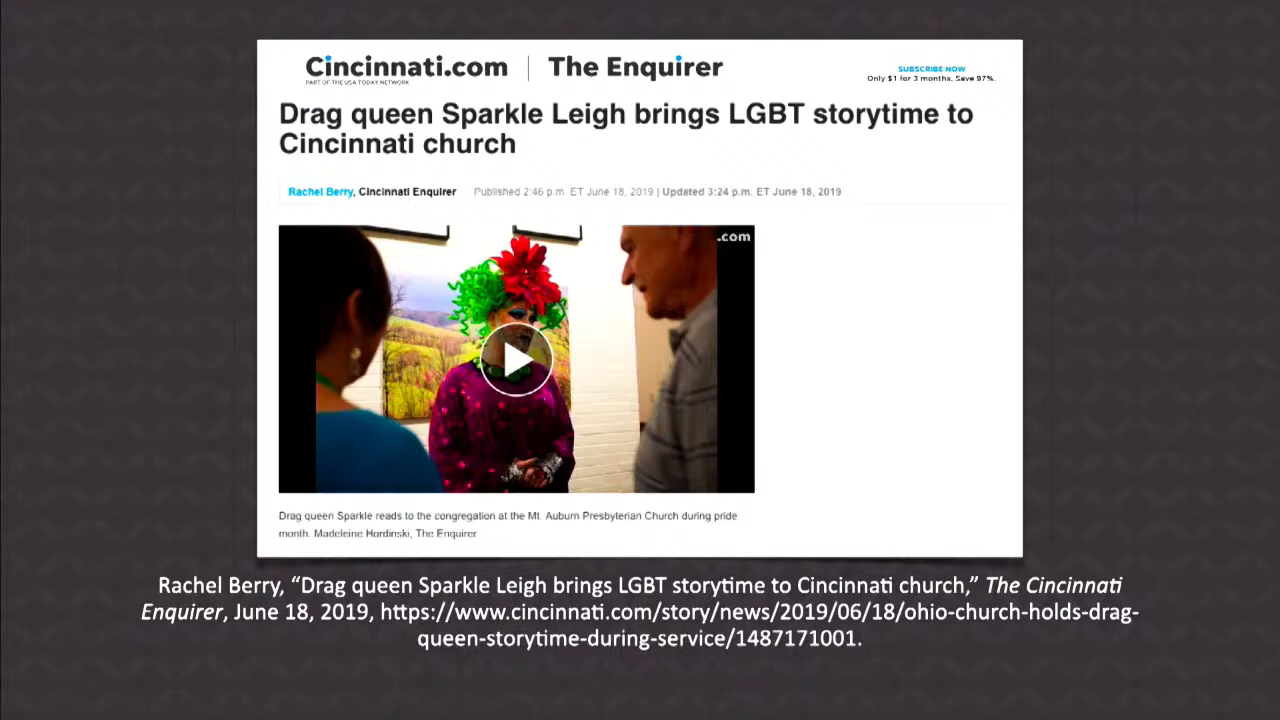 Cincinnati.com | The Enquirer
PART OF THE USA TODAY NETWORK
SUBSCRIBE NOW
Only $1 for 3 months. Save 97%.
Drag queen Sparkle Leigh brings LGBT storytime to
Cincinnati church
Rachel Berry, Cincinnati Enquirer Published 2:46 p.m. ET June 18, 2019 | Updated 3:24 p.m. ET June 18, 2019
.com
Drag queen Sparkle reads to the congregation at the Mt. Auburn Presbyterian Church during pride
month. Madeleine Hordinski, The Enquirer
Rachel Berry, “Drag queen Sparkle Leigh brings LGBT storytime to Cincinnati church,” The Cincinnati
Enquirer, June 18, 2019, https://www.cincinnati.com/story/news/2019/06/18/ohio-church-holds-drag-
queen-storytime-during-service/1487171001.